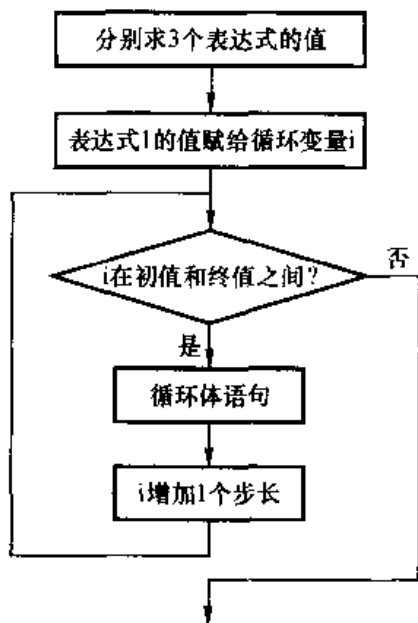 分别求3个表达式的值
表达式1的值赋给循环变量i
i在初值和终值之间?
否
是
循环体语句
i增加1个步长